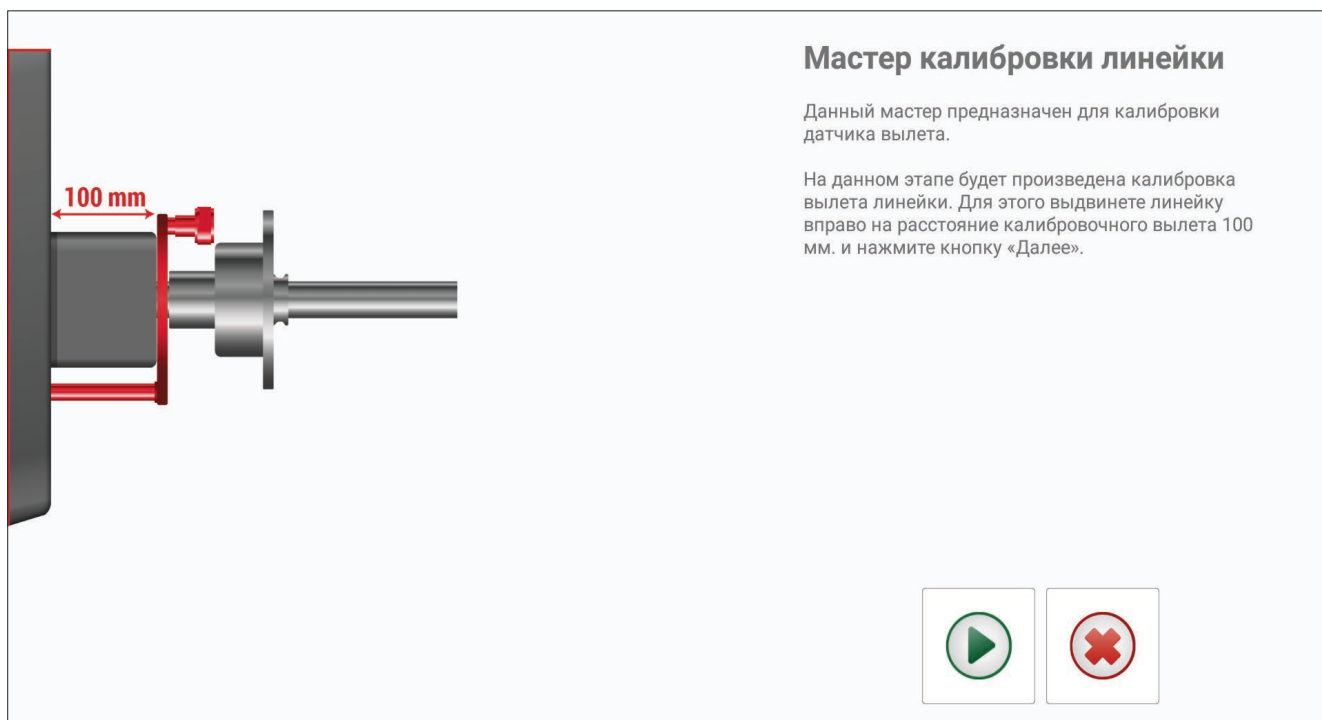 Мастер калибровки линейки
Данный мастер предназначен для калибровки
датчика вылета.
На данном этапе будет произведена калибровка
вылета линейки. Для этого выдвинете линейку
вправо на расстояние калибровочного вылета 100
мм. и нажмите кнопку «Далее».
100 mm